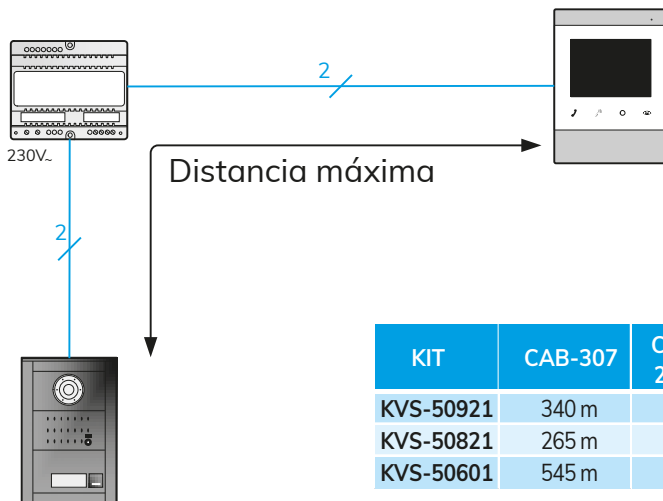 2
230V~
Distancia máxima
2
KIT CAB-307
KVS-50921 340 m
KVS-50821 265 m
KVS-50601 545 m